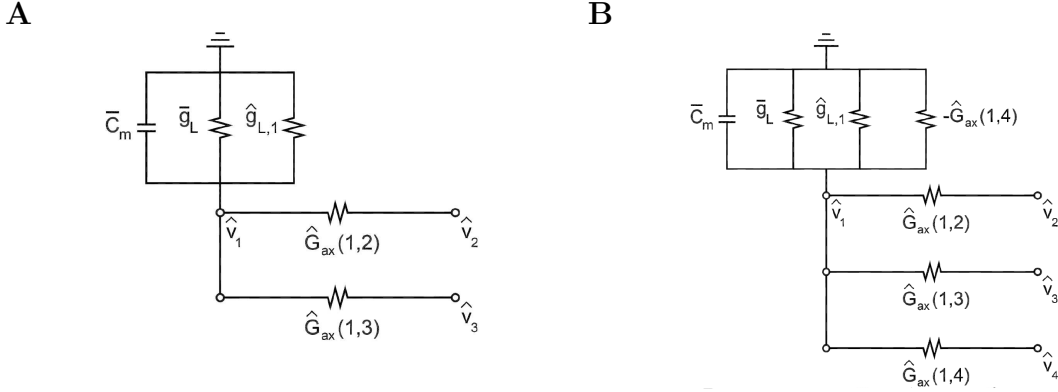 A
C̄m
ḡL
ĝL,1
v̂1
Ĝax(1,2)
v̂2
Ĝax(1,3)
v̂3
B
C̄m
ḡL
ĝL,1
-Ĝax(1,4)
v̂1
Ĝax(1,2)
v̂2
Ĝax(1,3)
v̂3
Ĝax(1,4)
v̂4